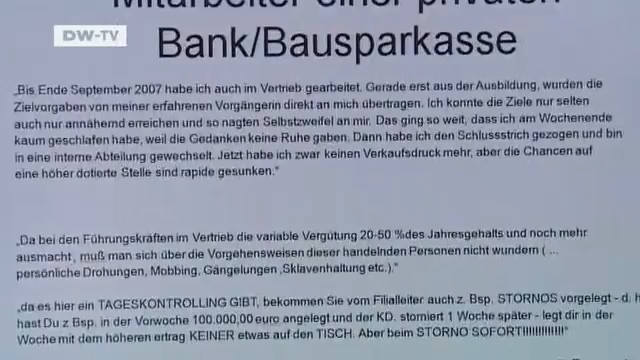 Mitarbeiter einer privaten
DW-TV
Bank/Bausparkasse
„Bis Ende September 2007 habe ich auch im Vertrieb gearbeitet. Gerade erst aus der Ausbildung, wurden die
Zielvorgaben von meiner erfahrenen Vorgängerin direkt an mich übertragen. Ich konnte die Ziele nur selten
auch nur annähernd erreichen und so nagten Selbstzweifel an mir. Das ging so weit, dass ich am Wochenende
kaum geschlafen habe, weil die Gedanken keine Ruhe gaben. Dann habe ich den Schlussstrich gezogen und bin
in eine interne Abteilung gewechselt. Jetzt habe ich zwar keinen Verkaufsdruck mehr, aber die Chancen auf
eine höher dotierte Stelle sind rapide gesunken.“
„Da bei den Führungskräften im Vertrieb die variable Vergütung 20-50 %des Jahresgehalts und noch mehr
ausmacht, muß man sich über die Vorgehensweisen dieser handelnden Personen nicht wundern ( ...
persönliche Drohungen, Mobbing, Gängelungen ,Sklavenhaltung etc.).“
„da es hier ein TAGESKONTROLLING GIBT, bekommen Sie vom Filialleiter auch z. Bsp. STORNOS vorgelegt - d. h
hast Du z Bsp. in der Vorwoche 100.000,00 euro angelegt und der KD. storniert 1 Woche später - legt dir in der
Woche mit dem höheren ertrag KEINER etwas auf den TISCH. Aber beim STORNO SOFORT!!!!!!!!!!!!!“